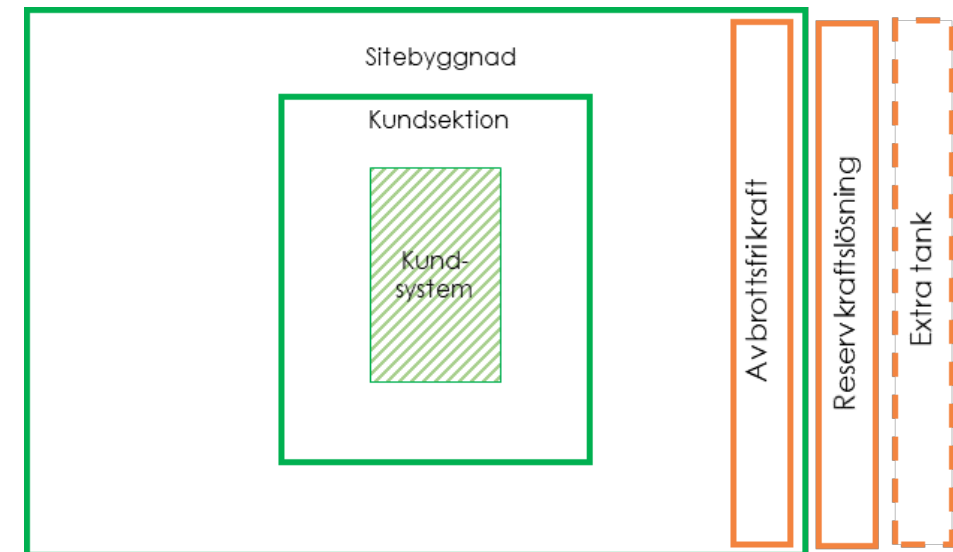 Sitebyggnad
Kundsektion
Kund-
system
Avbrottsfrikraft
Reservkraftslösning
Extra tank